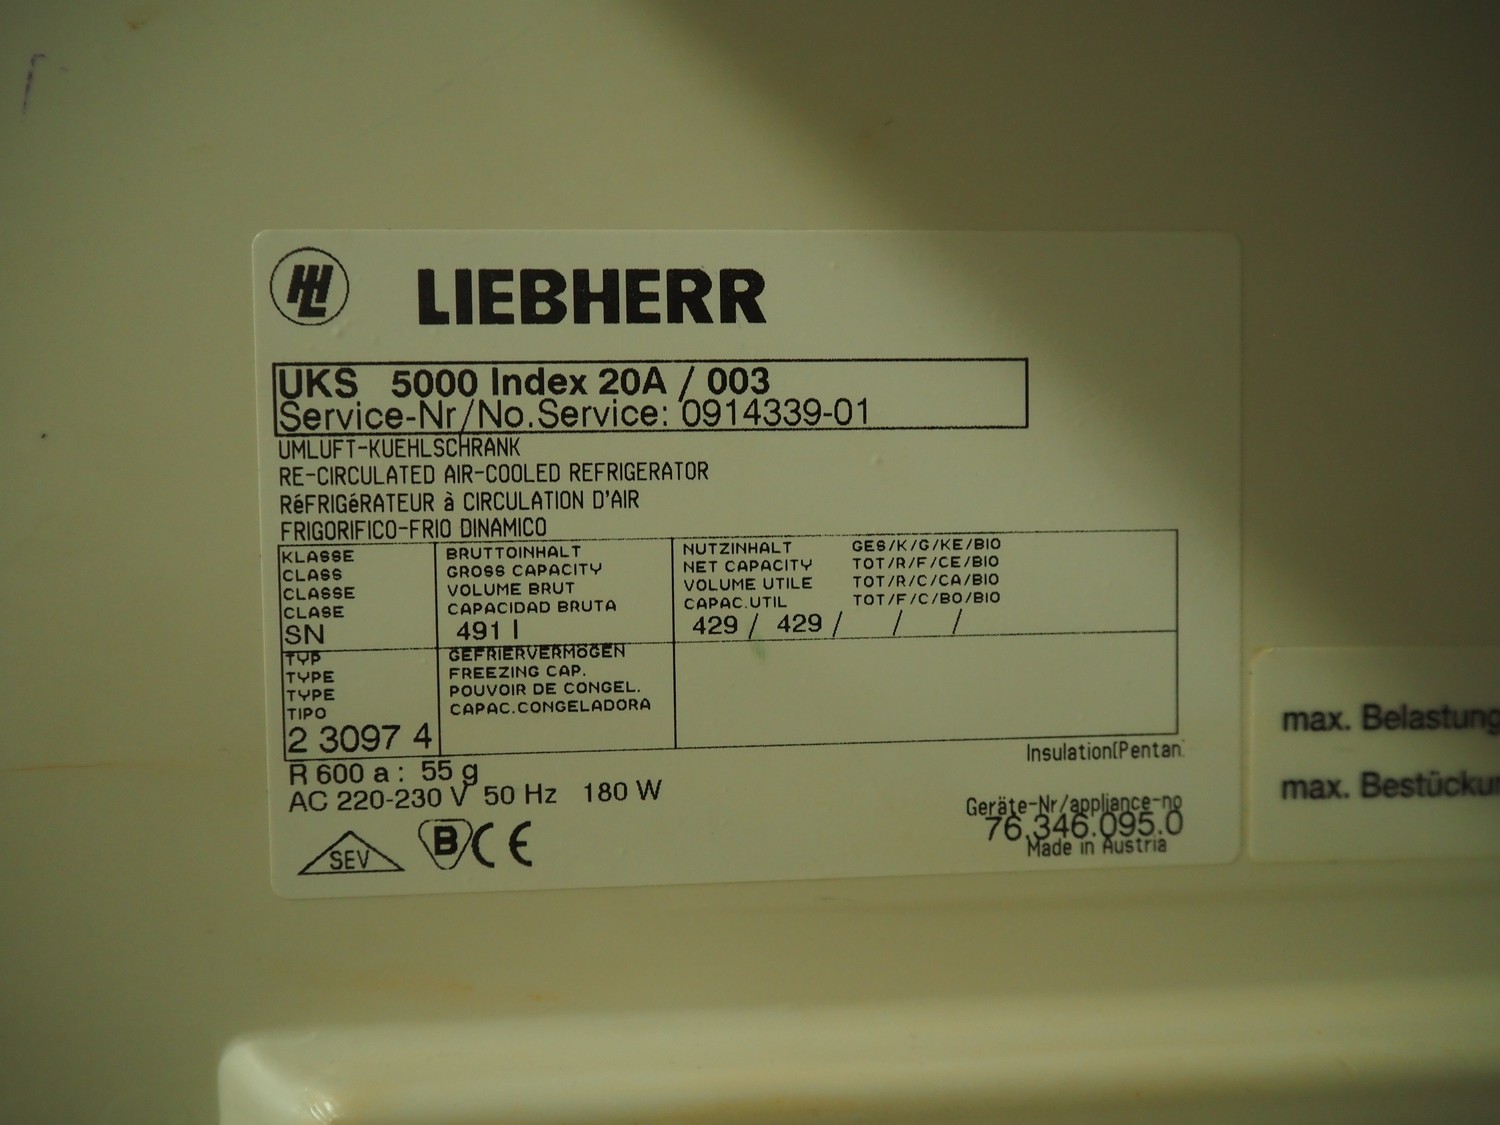 HL LIEBHERR
UKS 5000 Index 20A / 003
Service-Nr/No.Service: 0914339-01
UMLUFT-KUEHLSCHRANK
RE-CIRCULATED AIR-COOLED REFRIGERATOR
RéFRIGéRATEUR à CIRCULATION D'AIR
FRIGORIFICO-FRIO DINAMICO
KLASSE BRUTTOINHALT NUTZINHALT GES/K/G/KE/BIO
CLASS GROSS CAPACITY NET CAPACITY TOT/R/F/CE/BIO
CLASSE VOLUME BRUT VOLUME UTILE TOT/R/C/CA/BIO
CLASE CAPACIDAD BRUTA CAPAC.UTIL TOT/F/C/BO/BIO
SN 491 l 429 / 429 / / /
TYP GEFRIERVERMöGEN
TYPE FREEZING CAP.
TYPE POUVOIR DE CONGEL.
TIPO CAPAC.CONGELADORA
2 3097 4
Insulation(Pentan
R 600 a : 55 g
AC 220-230 V 50 Hz 180 W
Geräte-Nr/appliance-no
76.346.095.0
Made in Austria
SEV B CE
max. Belastung
max.